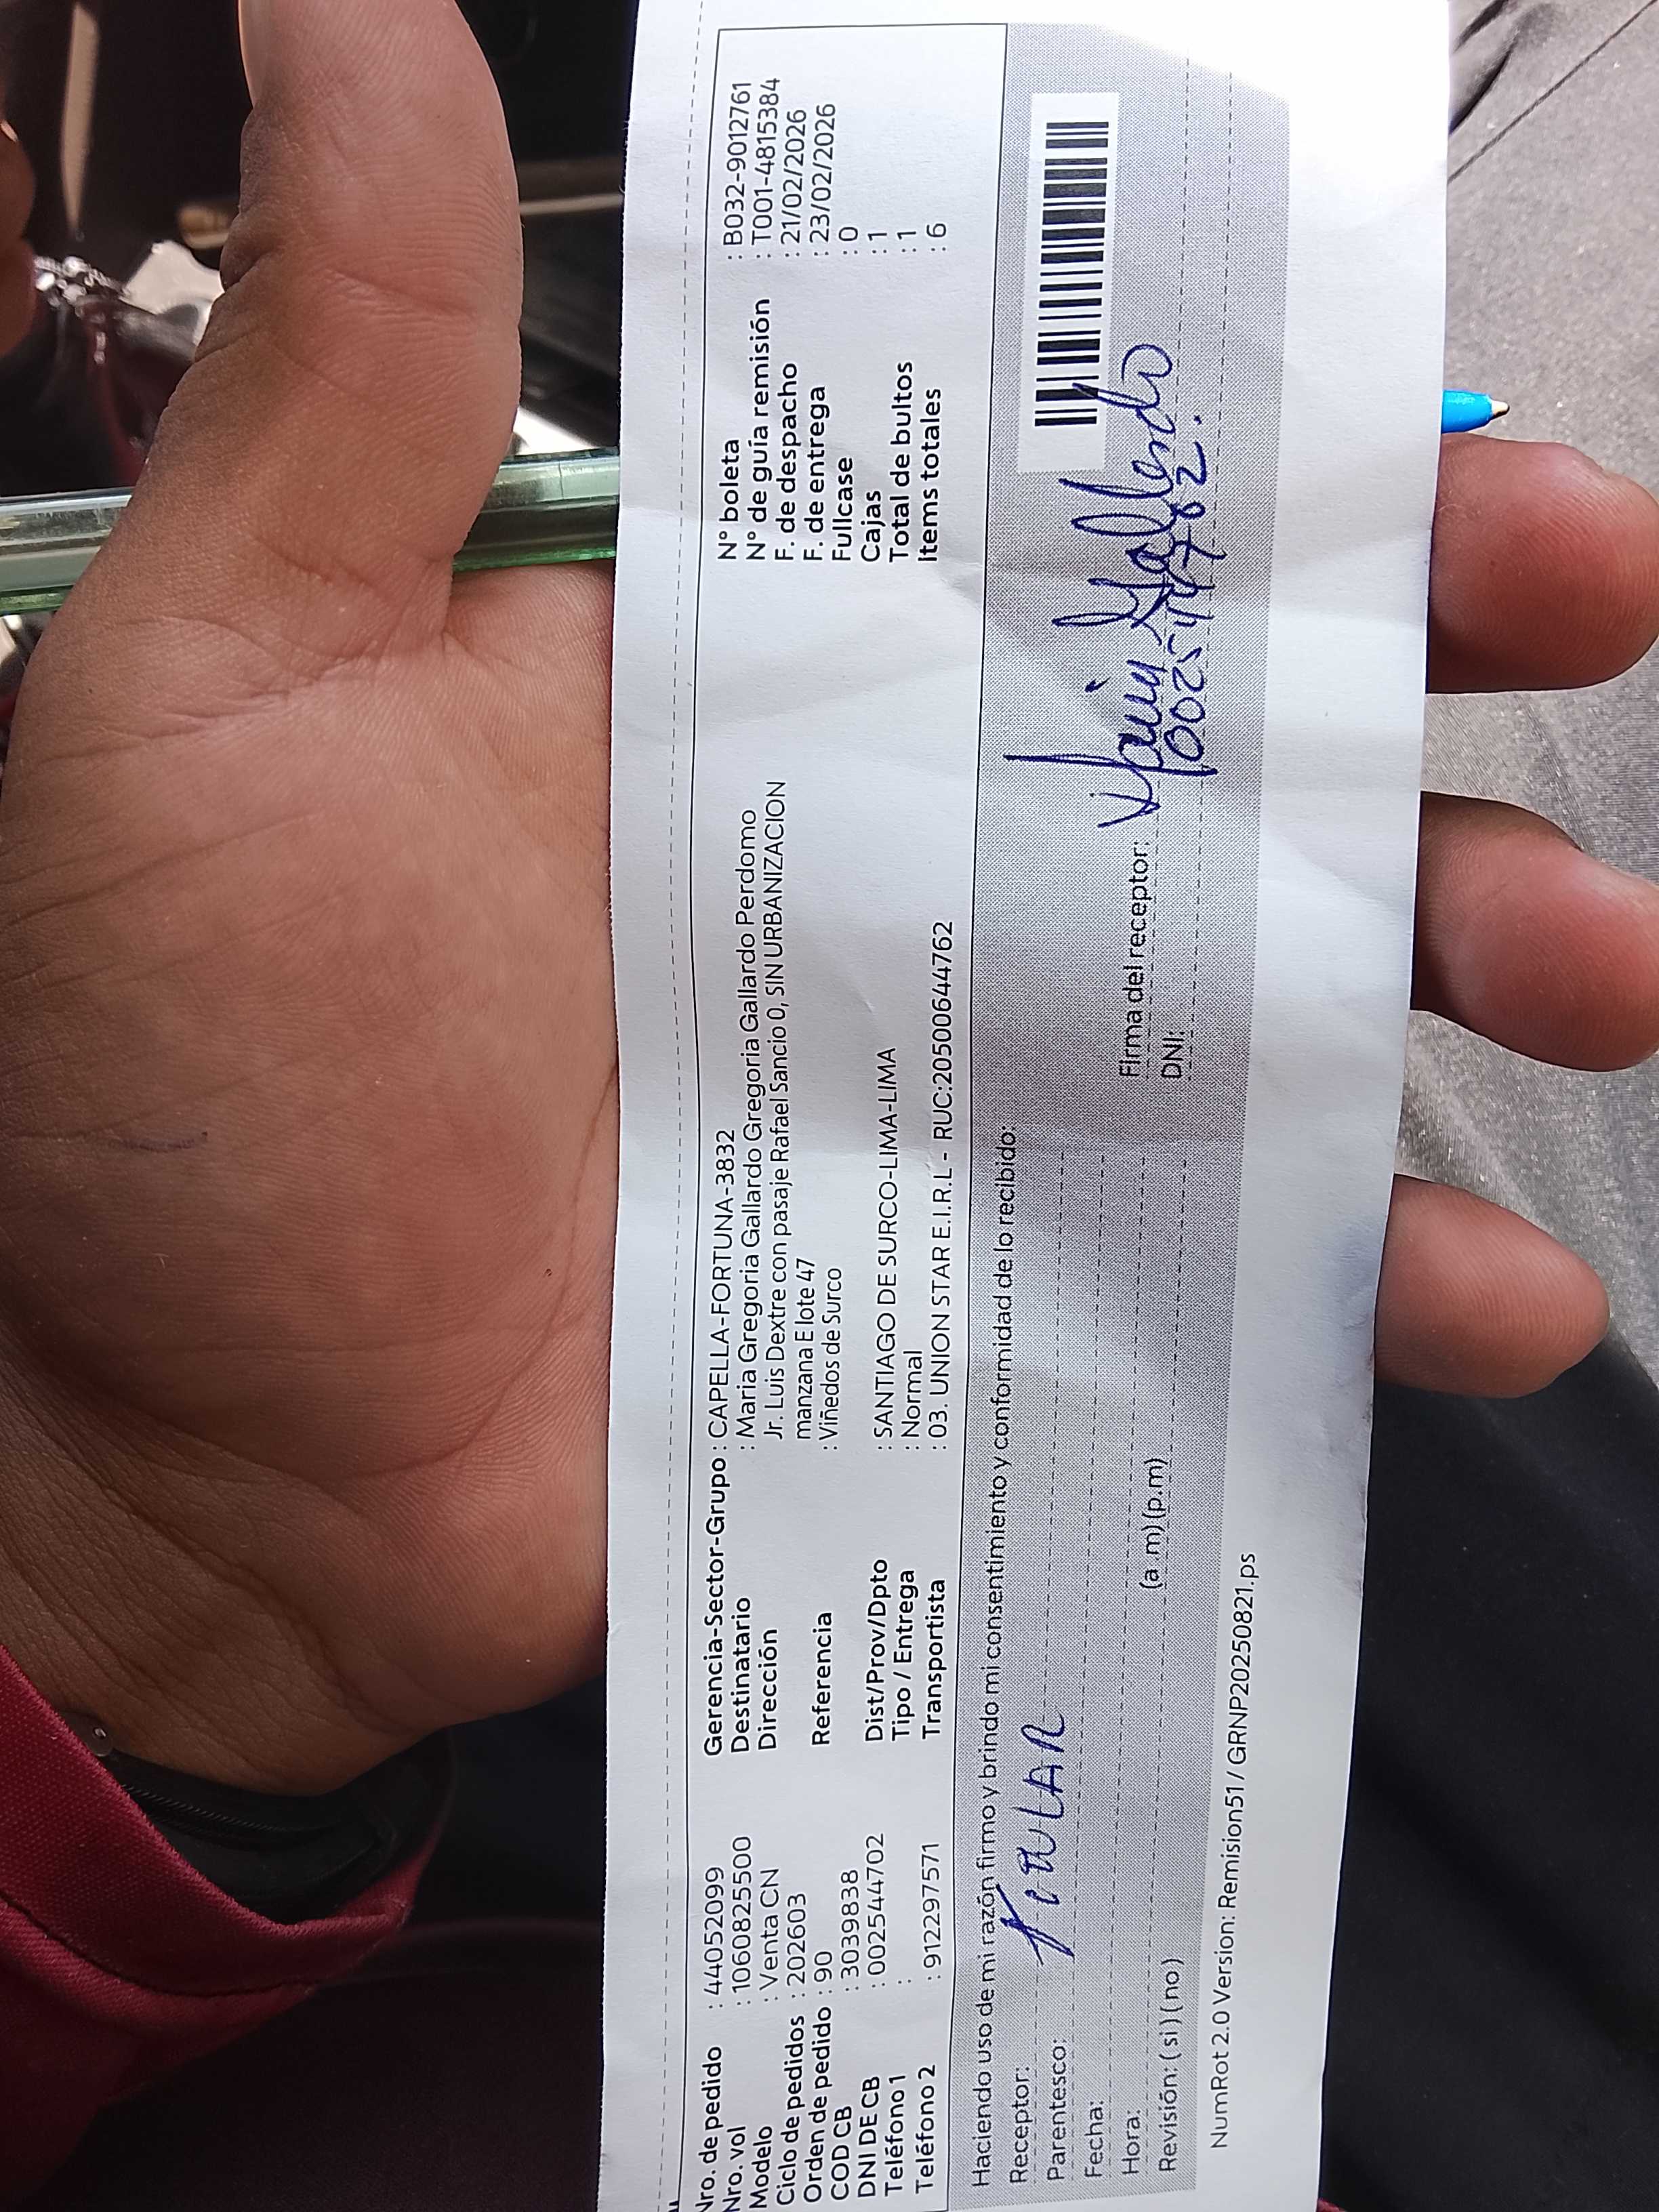 Nro. de pedido : 44052099
Nro. vol : 1060825500
Modelo : Venta CN
Ciclo de pedidos : 202603
Orden de pedido : 90
COD CB : 3039838
DNI DE CB : 002544702
Teléfono 1 :
Teléfono 2 : 912297571
Gerencia-Sector-Grupo : CAPELLA-FORTUNA-3832
Destinatario : Maria Gregoria Gallardo Gregoria Gallardo Perdomo
Dirección Jr. Luis Dextre con pasaje Rafael Sancio 0, SIN URBANIZACION
manzana E lote 47
Referencia : Viñedos de Surco
Dist/Prov/Dpto : SANTIAGO DE SURCO-LIMA-LIMA
Tipo / Entrega : Normal
Transportista : 03. UNION STAR E.I.R.L - RUC:20500644762
N° boleta : B032-9012761
N° de guía remisión : T001-4815384
F. de despacho : 21/02/2026
F. de entrega : 23/02/2026
Fullcase : 0
Cajas : 1
Total de bultos : 1
Items totales : 6
Haciendo uso de mi razón firmo y brindo mi consentimiento y conformidad de lo recibido:
Receptor:
Parentesco: TITULAR
Fecha:
Hora: (a.m) (p.m)
Revisión: ( si ) ( no )
Firma del receptor: Gallardo
DNI: 002544702.
NumRot 2.0 Version: Remision51 / GRNP20250821.ps